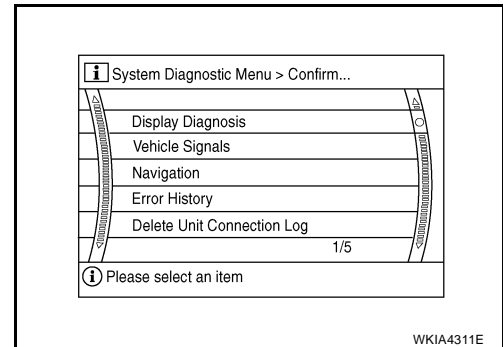 i System Diagnostic Menu > Confirm...
Display Diagnosis
Vehicle Signals
Navigation
Error History
Delete Unit Connection Log
1/5
i Please select an item
WKIA4311E